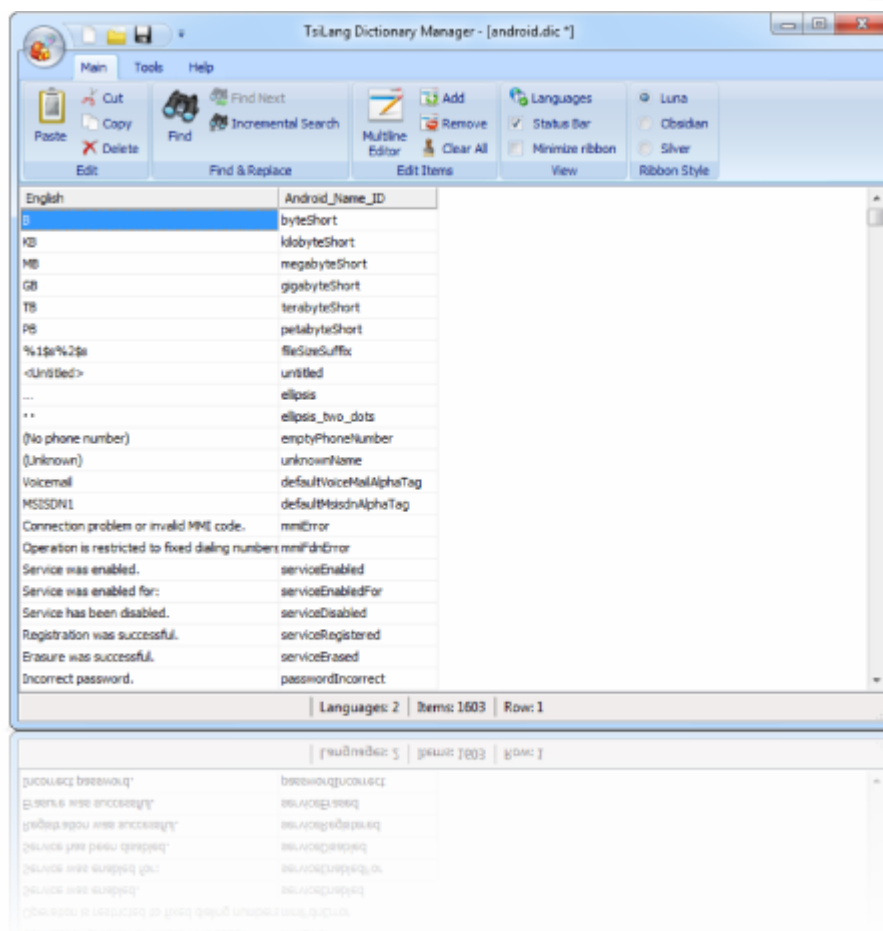 TsiLang Dictionary Manager - [android.dic *]
Main Tools Help
Paste
Cut
Copy
Delete
Edit
Find
Find Next
Incremental Search
Find & Replace
Multiline Editor
Add
Remove
Clear All
Edit Items
Languages
Status Bar
Minimize ribbon
View
Luna
Obsidian
Silver
Ribbon Style
English Android_Name_ID
B byteShort
KB kilobyteShort
MB megabyteShort
GB gigabyteShort
TB terabyteShort
PB petabyteShort
%1$s%2$s fileSizeSuffix
<Untitled> untitled
... ellipsis
.. ellipsis_two_dots
(No phone number) emptyPhoneNumber
(Unknown) unknownName
Voicemail defaultVoiceMailAlphaTag
MSISDN1 defaultMsisdnAlphaTag
Connection problem or invalid MMI code. mmiError
Operation is restricted to fixed dialing numbers mmiFdnError
Service was enabled. serviceEnabled
Service was enabled for: serviceEnabledFor
Service has been disabled. serviceDisabled
Registration was successful. serviceRegistered
Erasure was successful. serviceErased
Incorrect password. passwordIncorrect
Languages: 2 Items: 1603 Row: 1